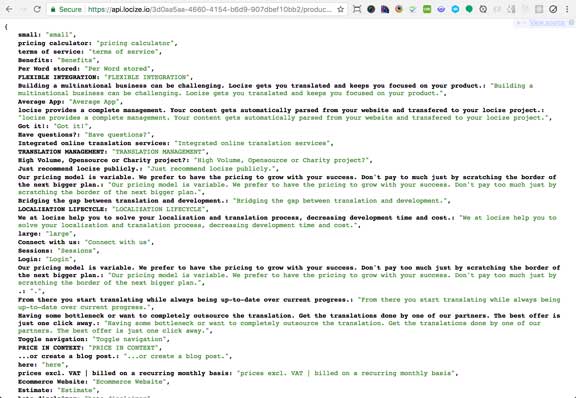 Secure https://api.locize.io/3d0aa5aa-4660-4154-b6d9-907dbef10bb2/produc...
View source
{
small: "small",
pricing calculator: "pricing calculator",
terms of service: "terms of service",
Benefits: "Benefits",
Per Word stored: "Per Word stored",
FLEXIBLE INTEGRATION: "FLEXIBLE INTEGRATION",
Building a multinational business can be challenging. Locize gets you translated and keeps you focused on your product.: "Building a
multinational business can be challenging. Locize gets you translated and keeps you focused on your product.",
Average App: "Average App",
locize provides a complete management. Your content gets automatically parsed from your website and transfered to your locize project.:
"locize provides a complete management. Your content gets automatically parsed from your website and transfered to your locize project.",
Got it!: "Got it!",
Have questions?: "Have questions?",
Integrated online translation services: "Integrated online translation services",
TRANSLATION MANAGEMENT: "TRANSLATION MANAGEMENT",
High Volume, Opensource or Charity project?: "High Volume, Opensource or Charity project?",
Just recommend locize publicly.: "Just recommend locize publicly.",
Our pricing model is variable. We prefer to have the pricing to grow with your success. Don't pay to much just by scratching the border of
the next bigger plan.: "Our pricing model is variable. We prefer to have the pricing to grow with your success. Don't pay too much just by
scratching the border of the next bigger plan.",
Bridging the gap between translation and development.: "Bridging the gap between translation and development.",
LOCALIZATION LIFECYCLE: "LOCALIZATION LIFECYCLE",
We at locize help you to solve your localization and translation process, decreasing development time and cost.: "We at locize help you to
solve your localization and translation process, decreasing development time and cost.",
large: "large",
Connect with us: "Connect with us",
Sessions: "Sessions",
Login: "Login",
Our pricing model is variable. We prefer to have the pricing to grow with your success. Don't pay too much just by scratching the border of
the next bigger plan.: "Our pricing model is variable. We prefer to have the pricing to grow with your success. Don't pay too much just by
scratching the border of the next bigger plan.",
.: ".",
From there you start translating while always being up-to-date over current progress.: "From there you start translating while always being
up-to-date over current progress.",
Having some bottleneck or want to completely outsource the translation. Get the translations done by one of our partners. The best offer is
just one click away.: "Having some bottleneck or want to completely outsource the translation. Get the translations done by one of our
partners. The best offer is just one click away.",
Toggle navigation: "Toggle navigation",
PRICE IN CONTEXT: "PRICE IN CONTEXT",
...or create a blog post.: "...or create a blog post.",
here: "here",
prices excl. VAT | billed on a recurring monthly basis: "prices excl. VAT | billed on a recurring monthly basis",
Ecommerce Website: "Ecommerce Website",
Estimate: "Estimate",